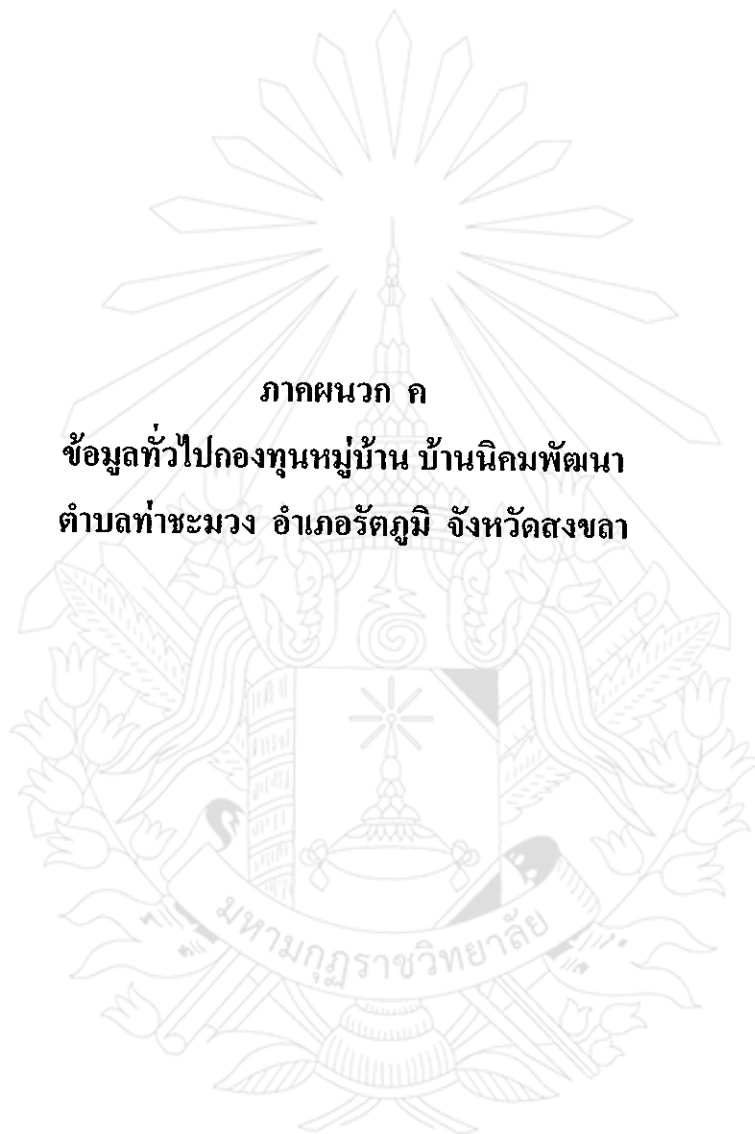 ภาคผนวก ค
ข้อมูลทั่วไปกองทุนหมู่บ้าน บ้านนิคมพัฒนา
ตำบลท่าชะมวง อำเภอรัตภูมิ จังหวัดสงขลา
มหามกุฏราชวิทยาลัย